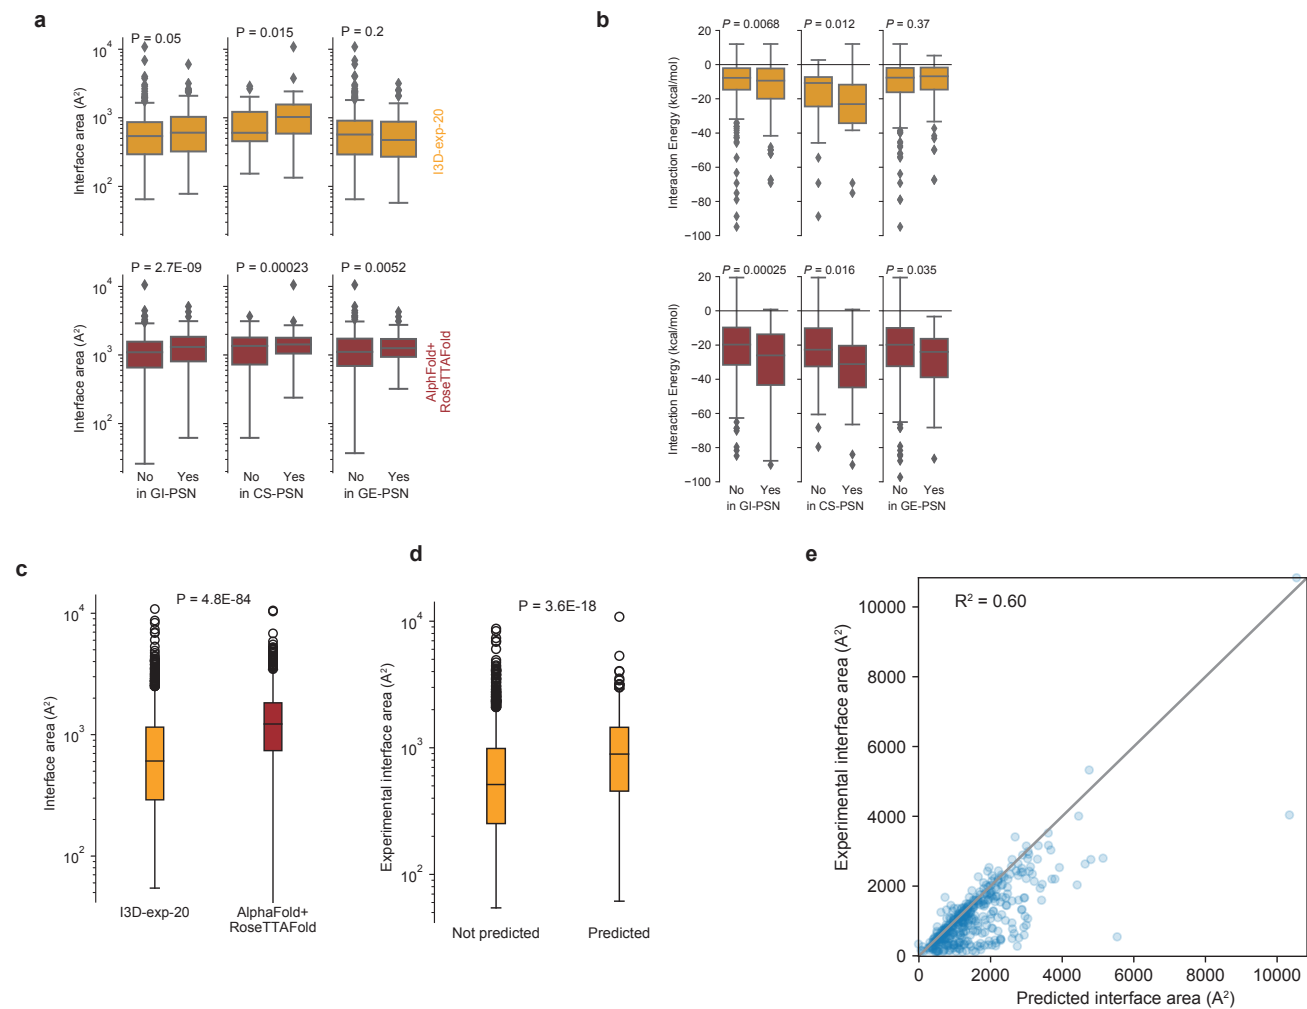 a
P = 0.05
P = 0.015
P = 0.2
10⁴
10³
10²
Interface area (A²)
I3D-exp-20
P = 2.7E-09
P = 0.00023
P = 0.0052
10⁴
10³
10²
Interface area (A²)
AlphFold+
RoseTTAFold
No Yes
in GI-PSN
No Yes
in CS-PSN
No Yes
in GE-PSN
b
P = 0.0068
P = 0.012
P = 0.37
20
0
−20
−40
−60
−80
−100
Interaction Energy (kcal/mol)
P = 0.00025
P = 0.016
P = 0.035
20
0
−20
−40
−60
−80
−100
Interaction Energy (kcal/mol)
No Yes
in GI-PSN
No Yes
in CS-PSN
No Yes
in GE-PSN
c
P = 4.8E-84
10⁴
10³
10²
Interface area (A²)
I3D-exp-20
AlphaFold+
RoseTTAFold
d
P = 3.6E-18
10⁴
10³
10²
Experimental interface area (A²)
Not predicted
Predicted
e
R² = 0.60
10000
8000
6000
4000
2000
0
Experimental interface area (A²)
0 2000 4000 6000 8000 10000
Predicted interface area (A²)